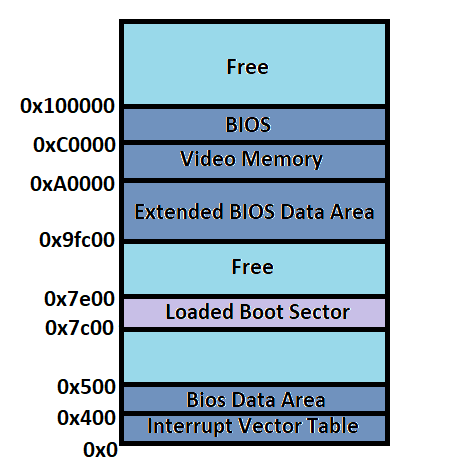 Free
0x100000
BIOS
0xC0000
Video Memory
0xA0000
Extended BIOS Data Area
0x9fc00
Free
0x7e00
Loaded Boot Sector
0x7c00
0x500
Bios Data Area
0x400
Interrupt Vector Table
0x0